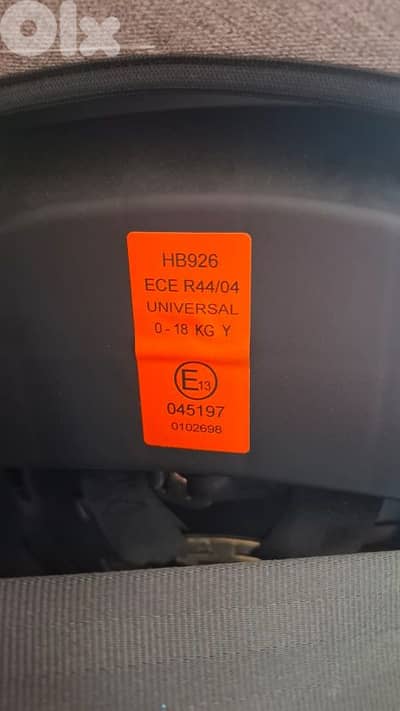 OLX
HB926
ECE R44/04
UNIVERSAL
0-18 KG Y
E13
045197
0102698